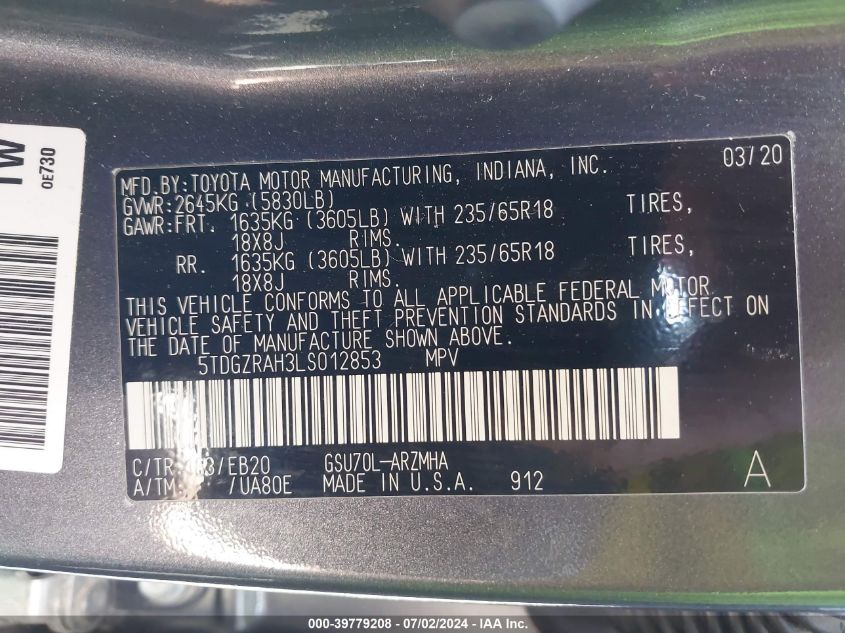 1W
0E730
03/20
MFD.BY:TOYOTA MOTOR MANUFACTURING, INDIANA, INC.
GVWR:2645KG (5830LB)
GAWR:FRT. 1635KG (3605LB) WITH 235/65R18 TIRES,
18X8J RIMS.
RR. 1635KG (3605LB) WITH 235/65R18 TIRES,
18X8J RIMS.
THIS VEHICLE CONFORMS TO ALL APPLICABLE FEDERAL MOTOR
VEHICLE SAFETY AND THEFT PREVENTION STANDARDS IN EFFECT ON
THE DATE OF MANUFACTURE SHOWN ABOVE.
5TDGZRAH3LS012853 MPV
C/TR /EB20 GSU70L-ARZMHA
A/TM /UA80E MADE IN U.S.A. 912
A
000-39779208 - 07/02/2024 - IAA Inc.